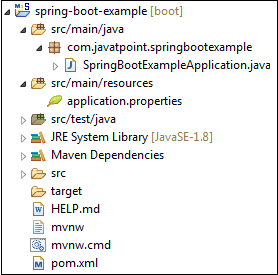 spring-boot-example [boot]
src/main/java
com.javatpoint.springbootexample
SpringBootExampleApplication.java
src/main/resources
application.properties
src/test/java
JRE System Library [JavaSE-1.8]
Maven Dependencies
src
target
HELP.md
mvnw
mvnw.cmd
pom.xml